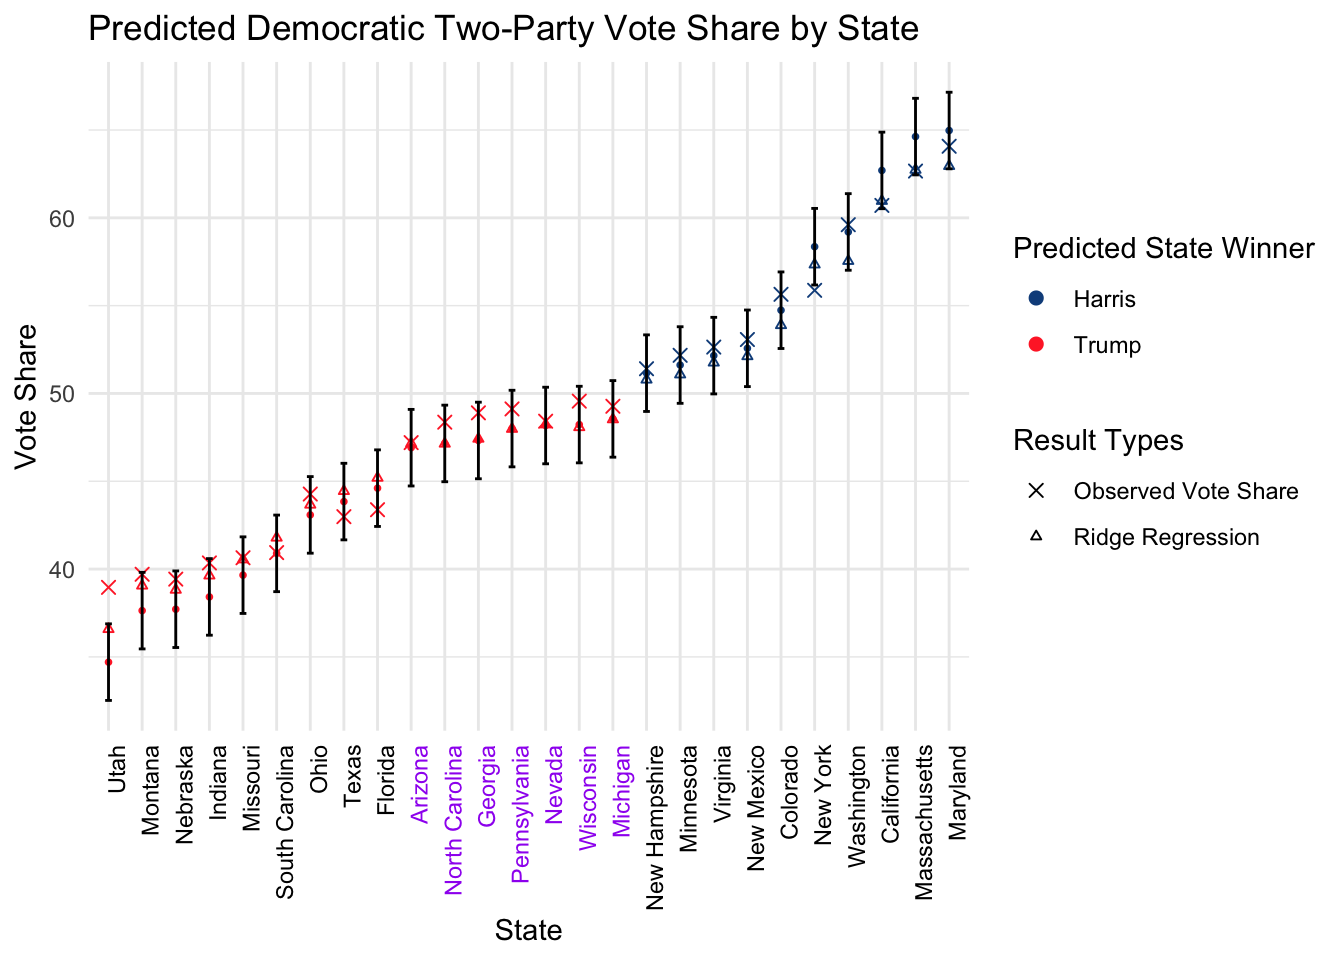 Predicted Democratic Two-Party Vote Share by State
Vote Share
60
50
40
Utah
Montana
Nebraska
Indiana
Missouri
South Carolina
Ohio
Texas
Florida
Arizona
North Carolina
Georgia
Pennsylvania
Nevada
Wisconsin
Michigan
New Hampshire
Minnesota
Virginia
New Mexico
Colorado
New York
Washington
California
Massachusetts
Maryland
State
Predicted State Winner
Harris
Trump
Result Types
Observed Vote Share
Ridge Regression